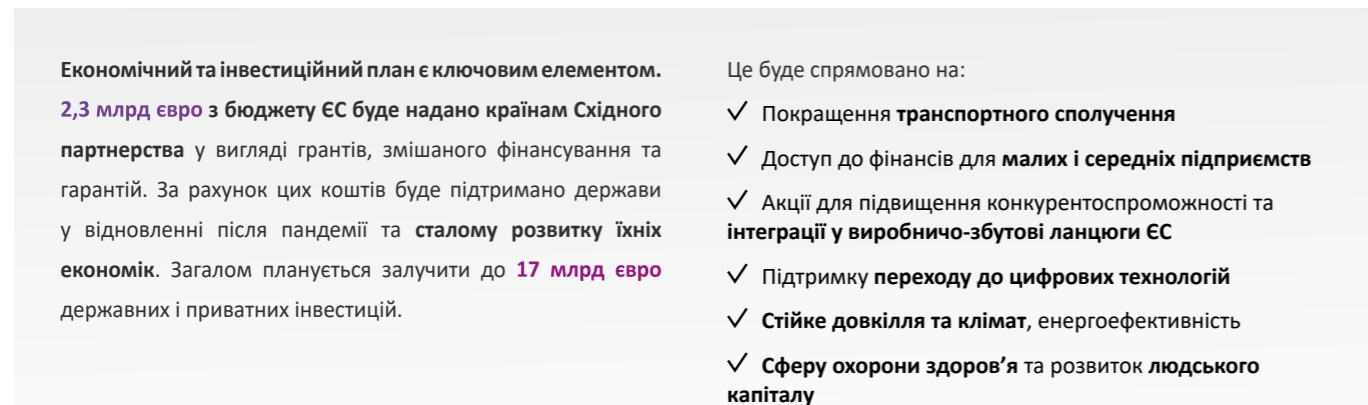 Економічний та інвестиційний план є ключовим елементом.
2,3 млрд євро з бюджету ЄС буде надано країнам Східного
партнерства у вигляді грантів, змішаного фінансування та
гарантій. За рахунок цих коштів буде підтримано держави
у відновленні після пандемії та сталому розвитку їхніх
економік. Загалом планується залучити до 17 млрд євро
державних і приватних інвестицій.
Це буде спрямовано на:
✓ Покращення транспортного сполучення
✓ Доступ до фінансів для малих і середніх підприємств
✓ Акції для підвищення конкурентоспроможності та
інтеграції у виробничо-збутові ланцюги ЄС
✓ Підтримку переходу до цифрових технологій
✓ Стійке довкілля та клімат, енергоефективність
✓ Сферу охорони здоров’я та розвиток людського
капіталу